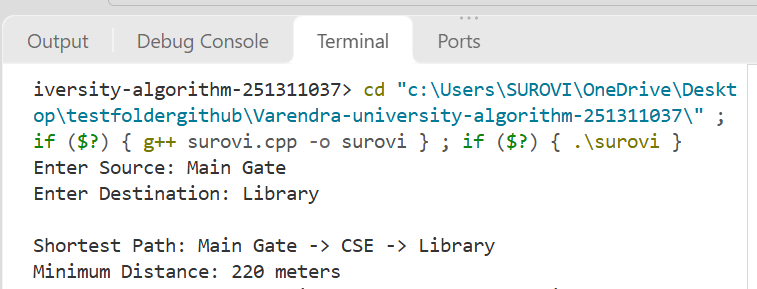 Output Debug Console Terminal Ports
iversity-algorithm-251311037> cd "c:\Users\SUROVI\OneDrive\Deskt
op\testfoldergithub\Varendra-university-algorithm-251311037\" ;
if ($?) { g++ surovi.cpp -o surovi } ; if ($?) { .\surovi }
Enter Source: Main Gate
Enter Destination: Library
Shortest Path: Main Gate -> CSE -> Library
Minimum Distance: 220 meters